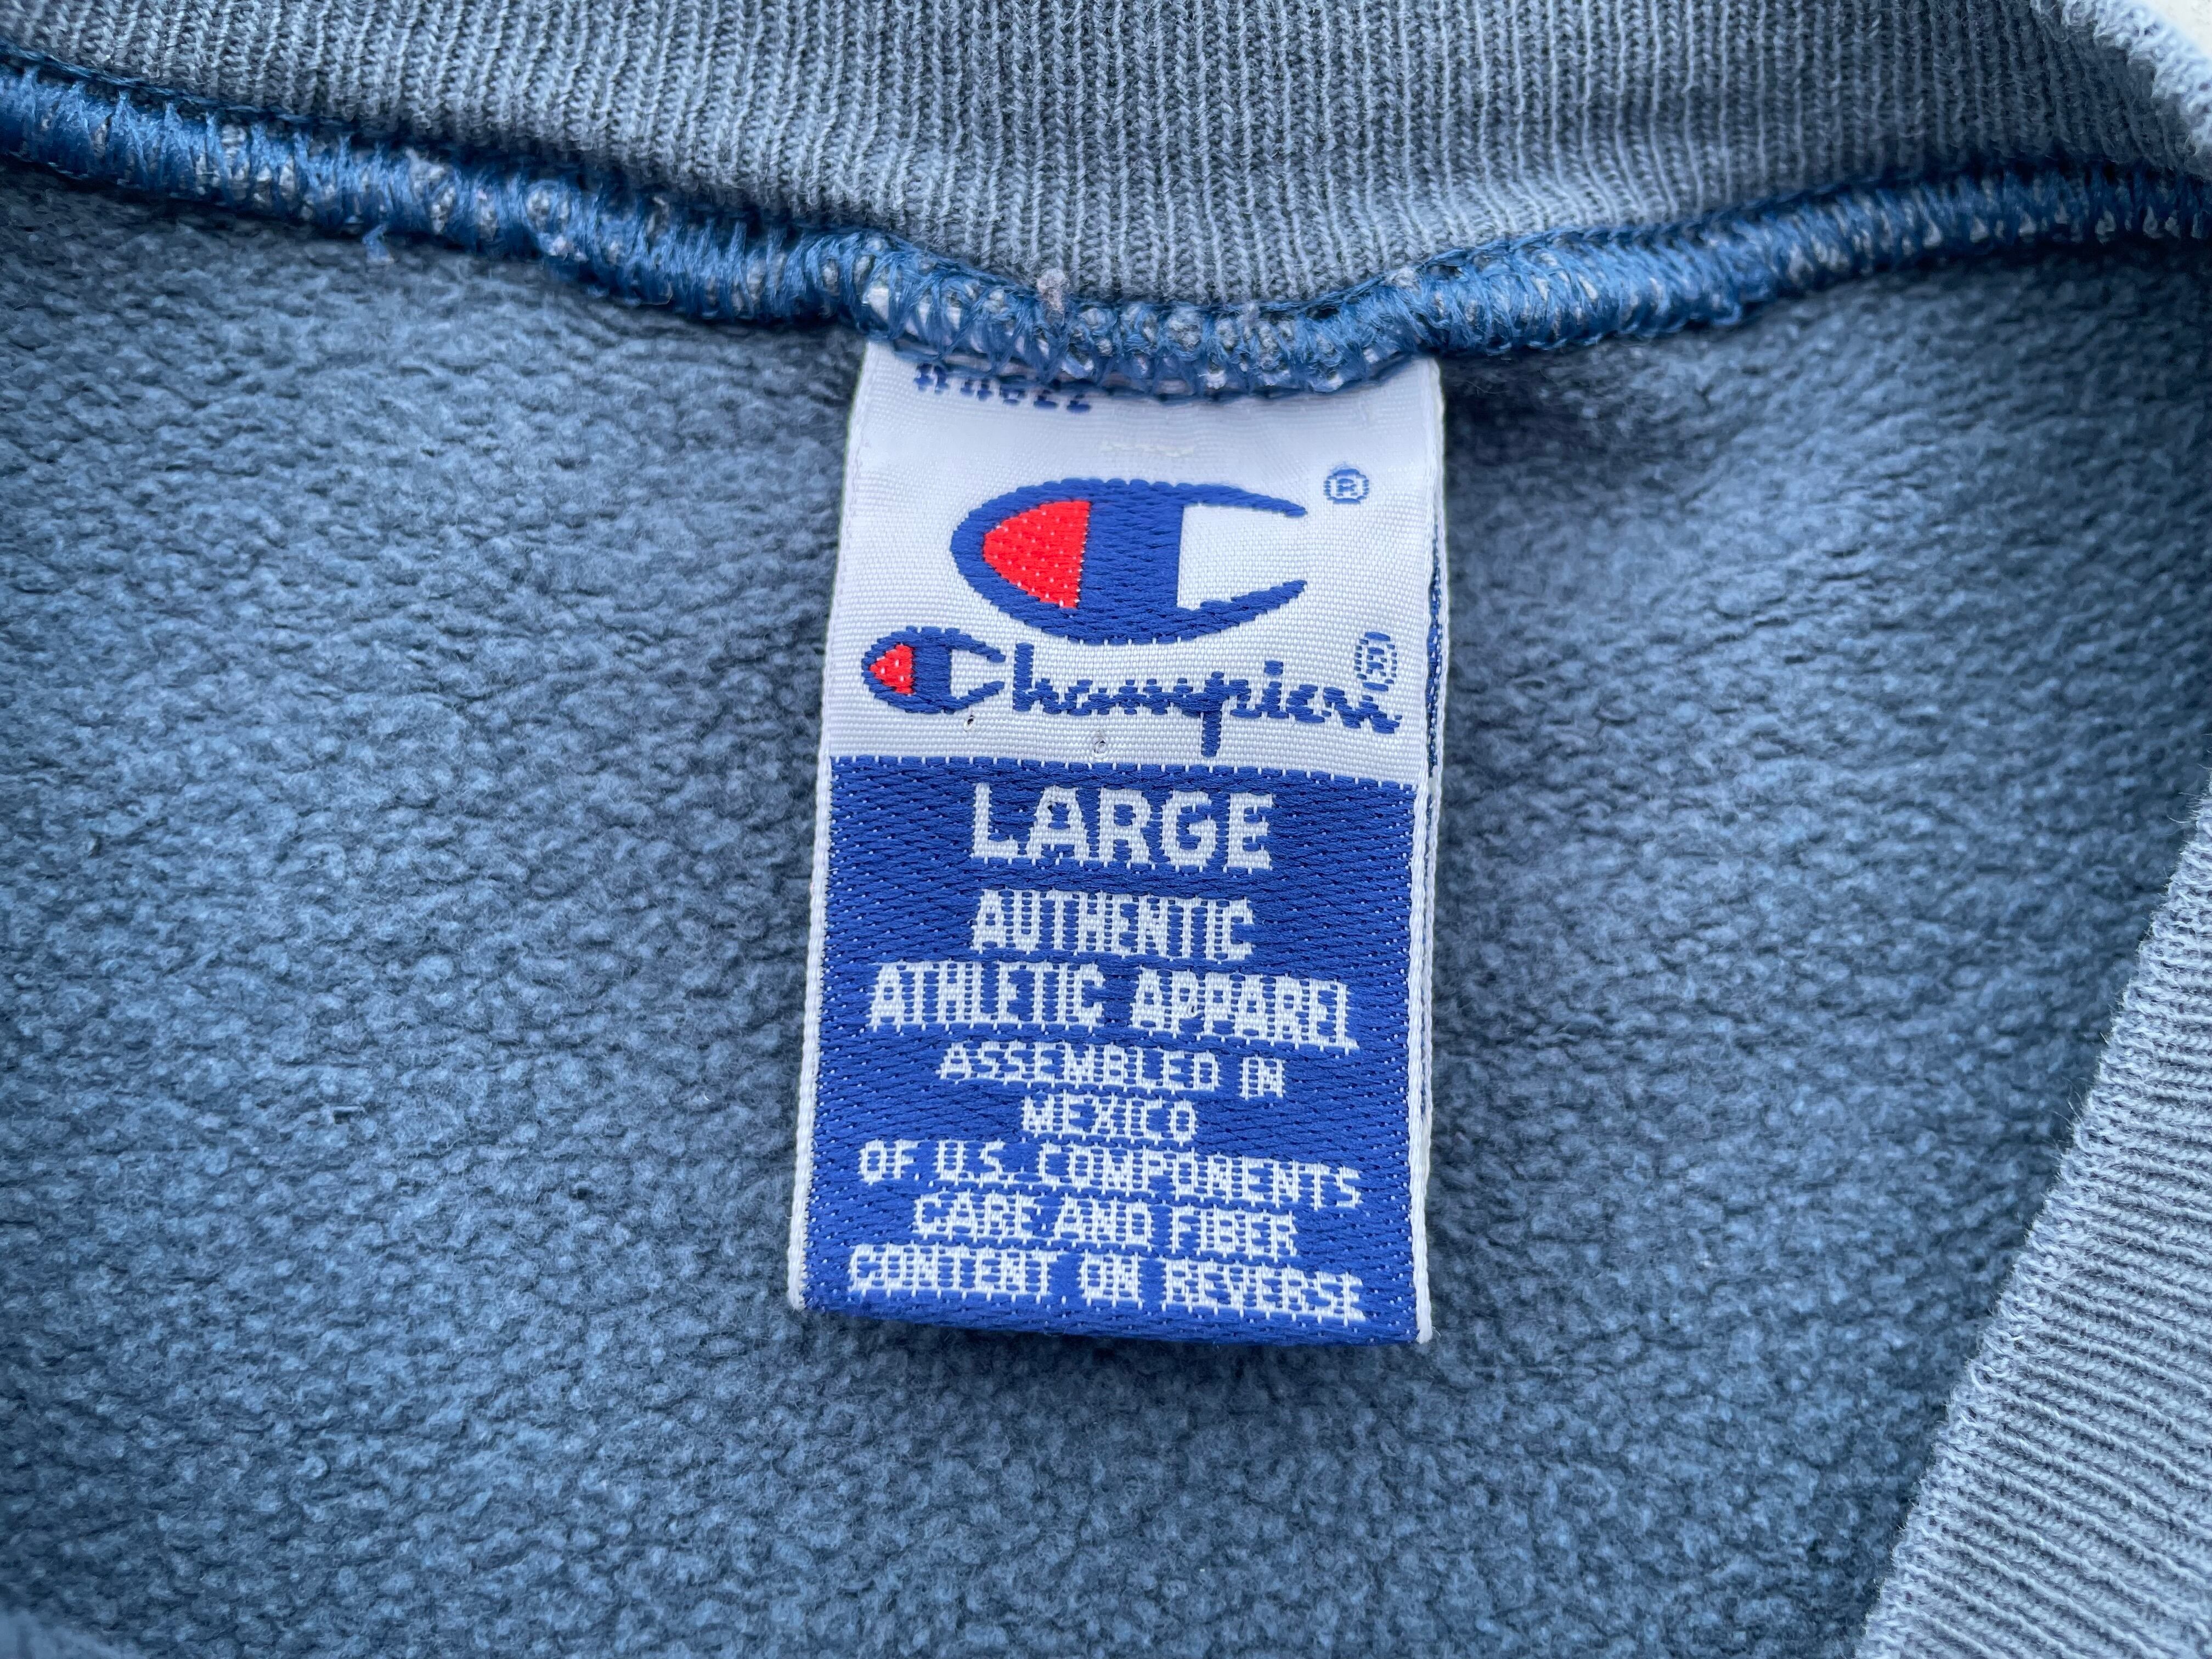 ®
Champion®
LARGE
AUTHENTIC
ATHLETIC APPAREL
ASSEMBLED IN
MEXICO
OF U.S. COMPONENTS
CARE AND FIBER
CONTENT ON REVERSE